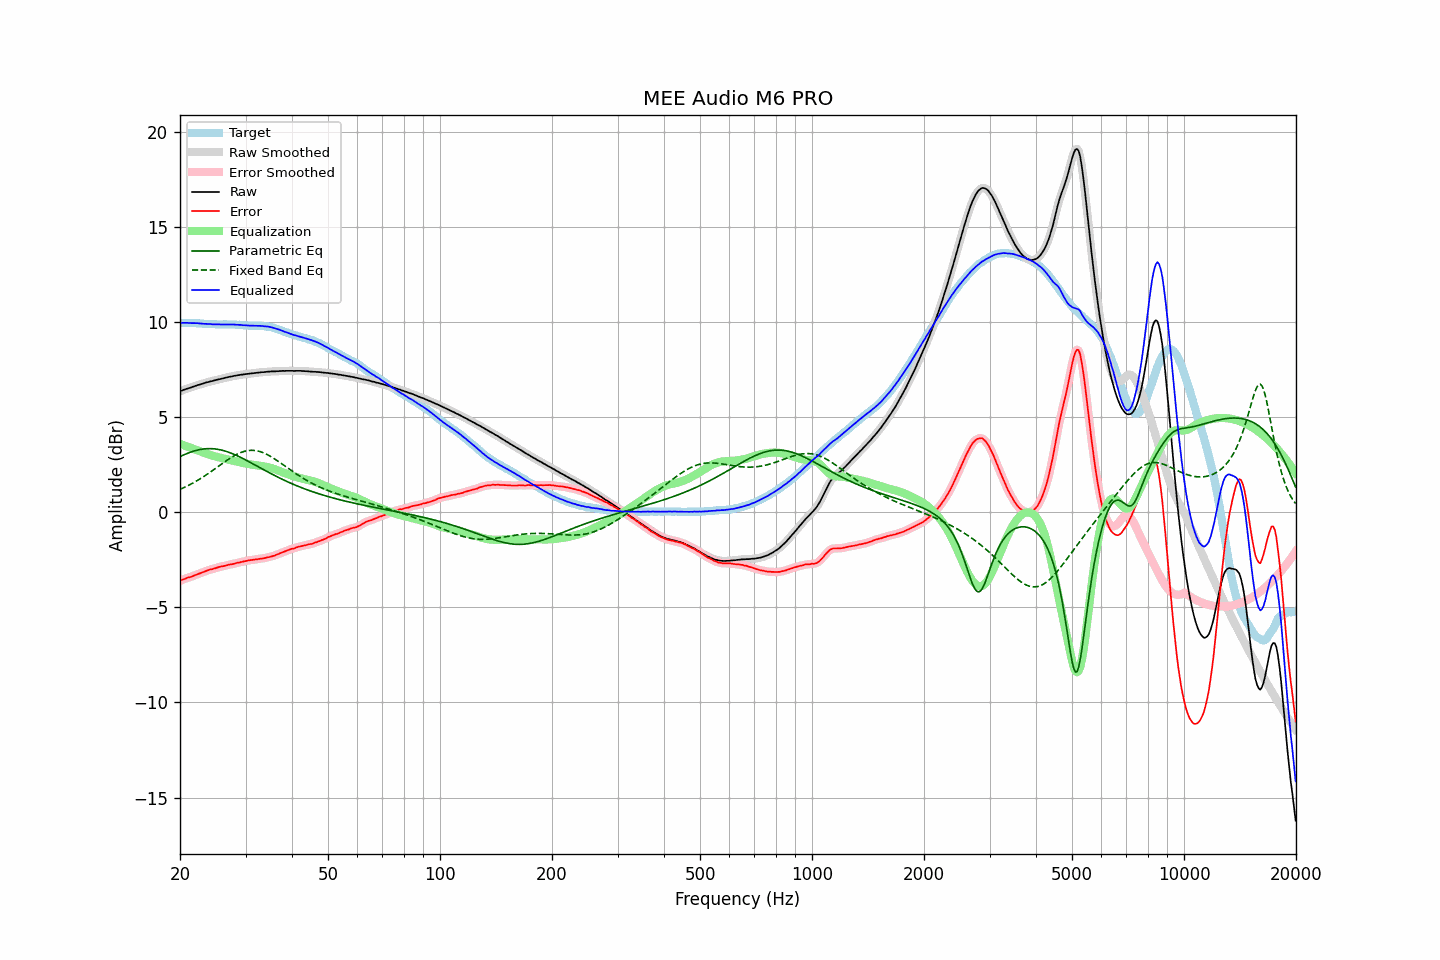 MEE Audio M6 PRO
Target
Raw Smoothed
Error Smoothed
Raw
Error
Equalization
Parametric Eq
Fixed Band Eq
Equalized
Amplitude (dBr)
20
15
10
5
0
−5
−10
−15
20 50 100 200 500 1000 2000 5000 10000 20000
Frequency (Hz)